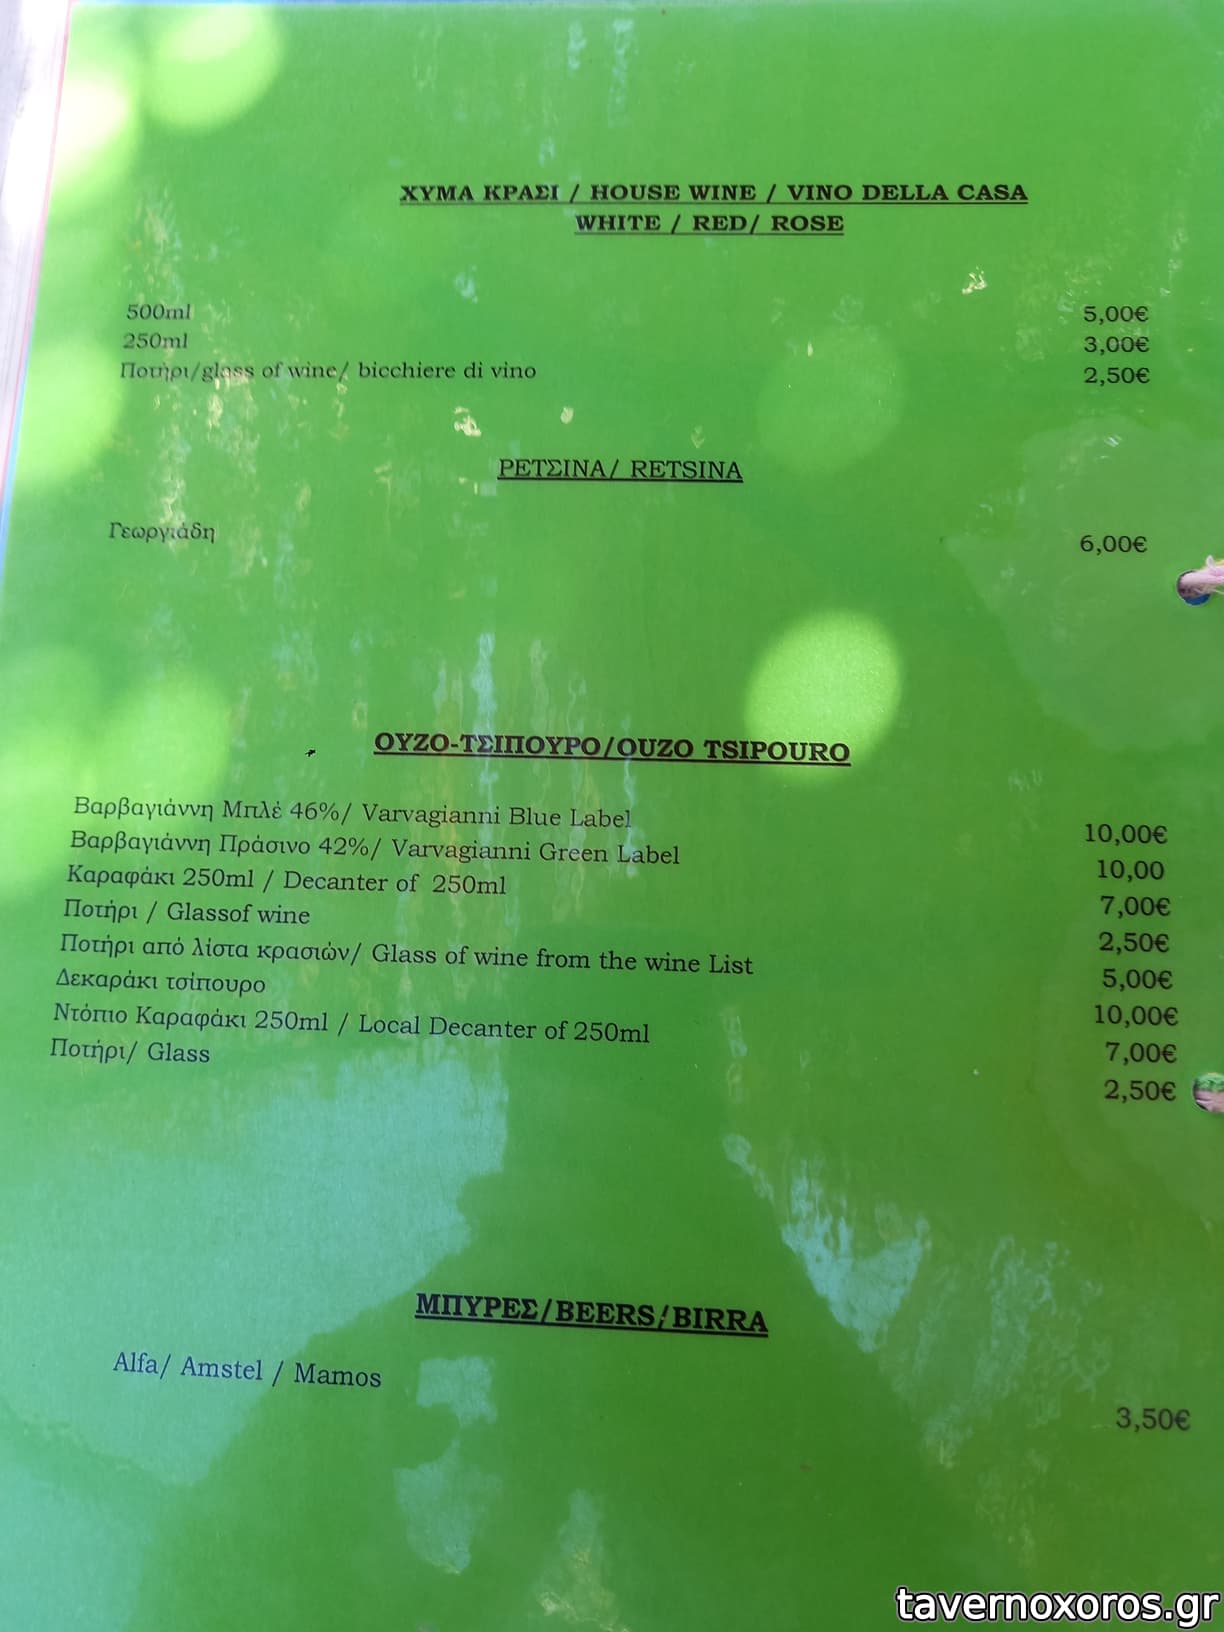 ΧΥΜΑ ΚΡΑΣΙ / HOUSE WINE / VINO DELLA CASA
WHITE / RED/ ROSE
500ml 5,00€
250ml 3,00€
Ποτήρι/glass of wine/ bicchiere di vino 2,50€
ΡΕΤΣΙΝΑ/ RETSINA
Γεωργιάδη 6,00€
ΟΥΖΟ-ΤΣΙΠΟΥΡΟ/OUZO TSIPOURO
Βαρβαγιάννη Μπλέ 46%/ Varvagianni Blue Label 10,00€
Βαρβαγιάννη Πράσινο 42%/ Varvagianni Green Label 10,00
Καραφάκι 250ml / Decanter of 250ml 7,00€
Ποτήρι / Glassof wine 2,50€
Ποτήρι από λίστα κρασιών/ Glass of wine from the wine List 5,00€
Δεκαράκι τσίπουρο 10,00€
Ντόπιο Καραφάκι 250ml / Local Decanter of 250ml 7,00€
Ποτήρι/ Glass 2,50€
ΜΠΥΡΕΣ/BEERS/BIRRA
Alfa/ Amstel / Mamos 3,50€
tavernoxoros.gr